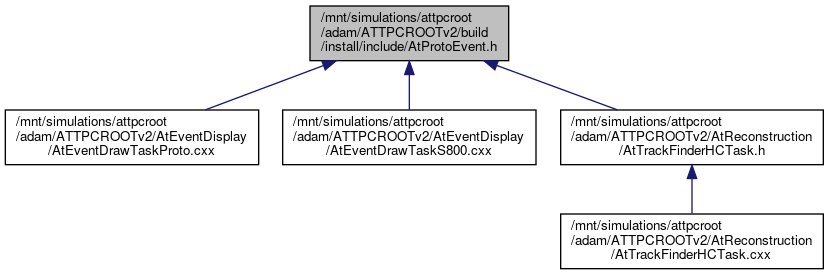 /mnt/simulations/attpcroot
/adam/ATTPCROOTv2/build
/install/include/AtProtoEvent.h
/mnt/simulations/attpcroot
/adam/ATTPCROOTv2/AtEventDisplay
/AtEventDrawTaskProto.cxx
/mnt/simulations/attpcroot
/adam/ATTPCROOTv2/AtEventDisplay
/AtEventDrawTaskS800.cxx
/mnt/simulations/attpcroot
/adam/ATTPCROOTv2/AtReconstruction
/AtTrackFinderHCTask.h
/mnt/simulations/attpcroot
/adam/ATTPCROOTv2/AtReconstruction
/AtTrackFinderHCTask.cxx